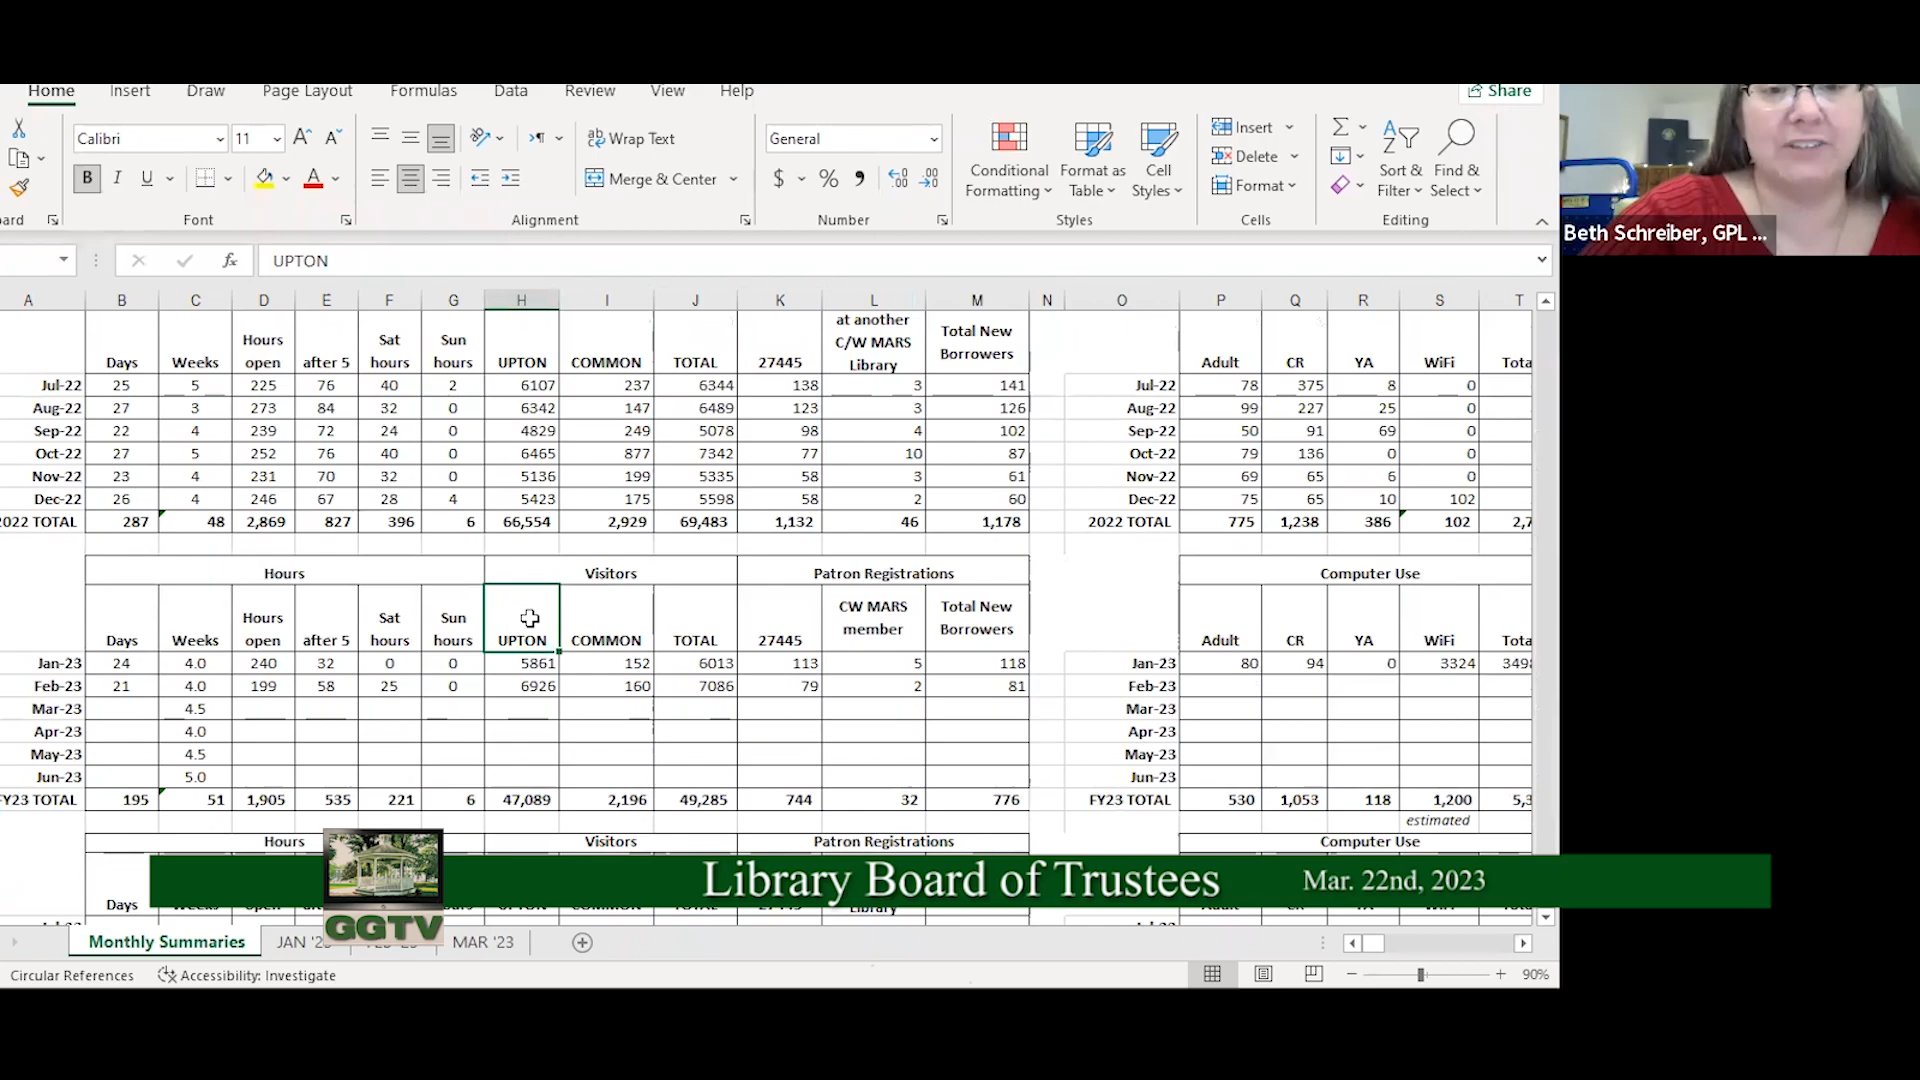 Home Insert Draw Page Layout Formulas Data Review View Help Share
Calibri 11 Wrap Text General Insert
Conditional Format as Cell Delete Sort & Find &
Merge & Center Formatting Table Styles Format Filter Select
ard Font Alignment Number Styles Cells Editing
Beth Schreiber, GPL ...
UPTON
A B C D E F G H I J K L M N O P Q R S T
Days Weeks Hours open after 5 Sat hours Sun hours UPTON COMMON TOTAL 27445 at another C/W MARS Library Total New Borrowers Adult CR YA WiFi Tota
Jul-22 25 5 225 76 40 2 6107 237 6344 138 3 141 Jul-22 78 375 8 0
Aug-22 27 3 273 84 32 0 6342 147 6489 123 3 126 Aug-22 99 227 25 0
Sep-22 22 4 239 72 24 0 4829 249 5078 98 4 102 Sep-22 50 91 69 0
Oct-22 27 5 252 76 40 0 6465 877 7342 77 10 87 Oct-22 79 136 0 0
Nov-22 23 4 231 70 32 0 5136 199 5335 58 3 61 Nov-22 69 65 6 0
Dec-22 26 4 246 67 28 4 5423 175 5598 58 2 60 Dec-22 75 65 10 102
2022 TOTAL 287 48 2,869 827 396 6 66,554 2,929 69,483 1,132 46 1,178 2022 TOTAL 775 1,238 386 102 2,7
Hours Visitors Patron Registrations Computer Use
Days Weeks Hours open after 5 Sat hours Sun hours UPTON COMMON TOTAL 27445 CW MARS member Total New Borrowers Adult CR YA WiFi Tota
Jan-23 24 4.0 240 32 0 0 5861 152 6013 113 5 118 Jan-23 80 94 0 3324 3498
Feb-23 21 4.0 199 58 25 0 6926 160 7086 79 2 81 Feb-23
Mar-23 4.5 Mar-23
Apr-23 4.0 Apr-23
May-23 4.5 May-23
Jun-23 5.0 Jun-23
FY23 TOTAL 195 51 1,905 535 221 6 47,089 2,196 49,285 744 32 776 FY23 TOTAL 530 1,053 118 1,200 5,3
estimated
Hours Visitors Patron Registrations Computer Use
Library Board of Trustees Mar. 22nd, 2023
Days
GGTV
Monthly Summaries JAN '2 MAR '23
Circular References Accessibility: Investigate 90%